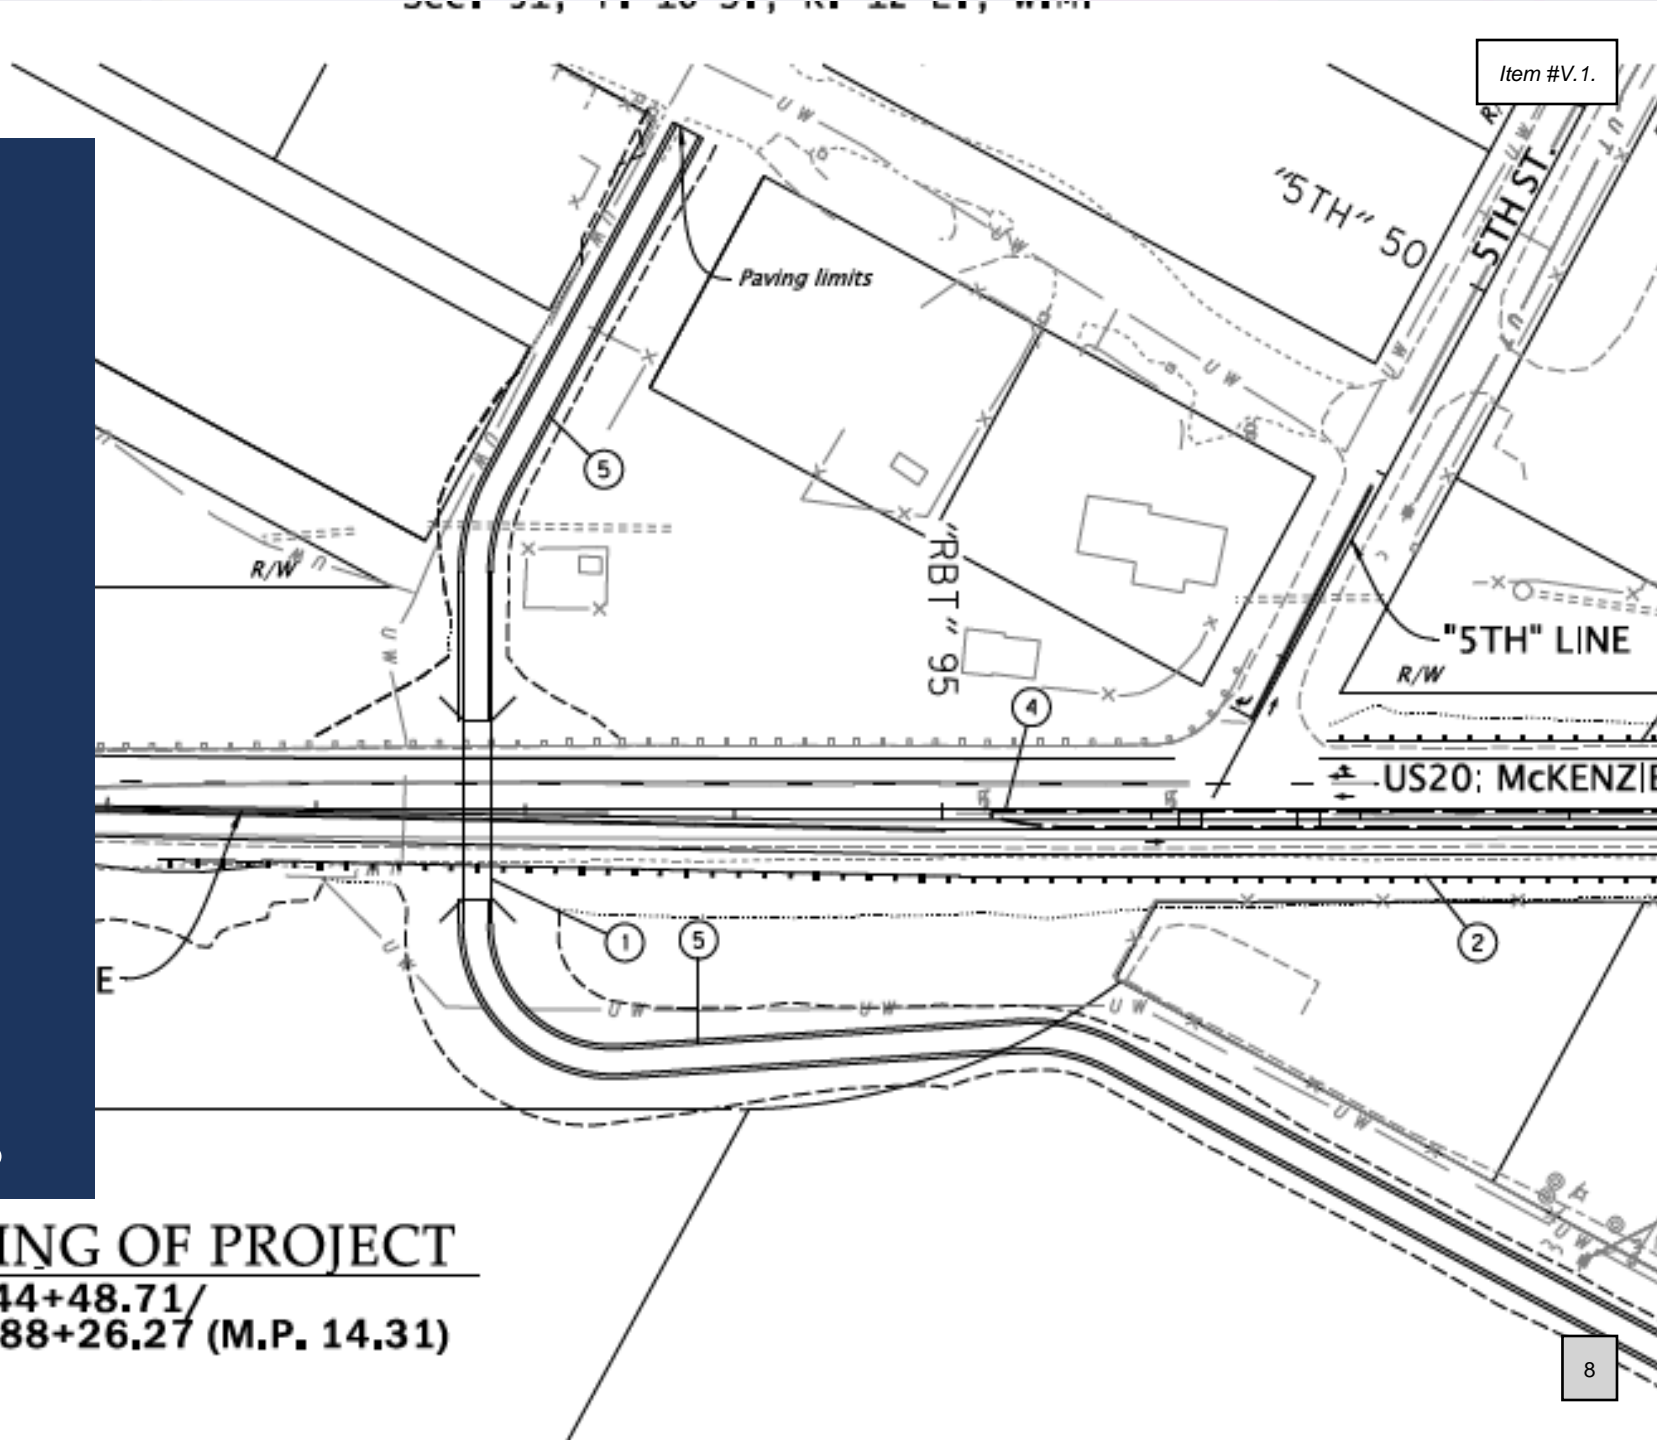 Item #V.1.
R/
"5TH" 50
5TH ST.
Paving limits
U W
U W
U W
U W
U W
5
R/W
"RBT" 95
"5TH" LINE
R/W
4
US20; McKENZIE
E
1
5
2
U W
U W
U W
U W
U W
ING OF PROJECT
44+48.71/
88+26.27 (M.P. 14.31)
8